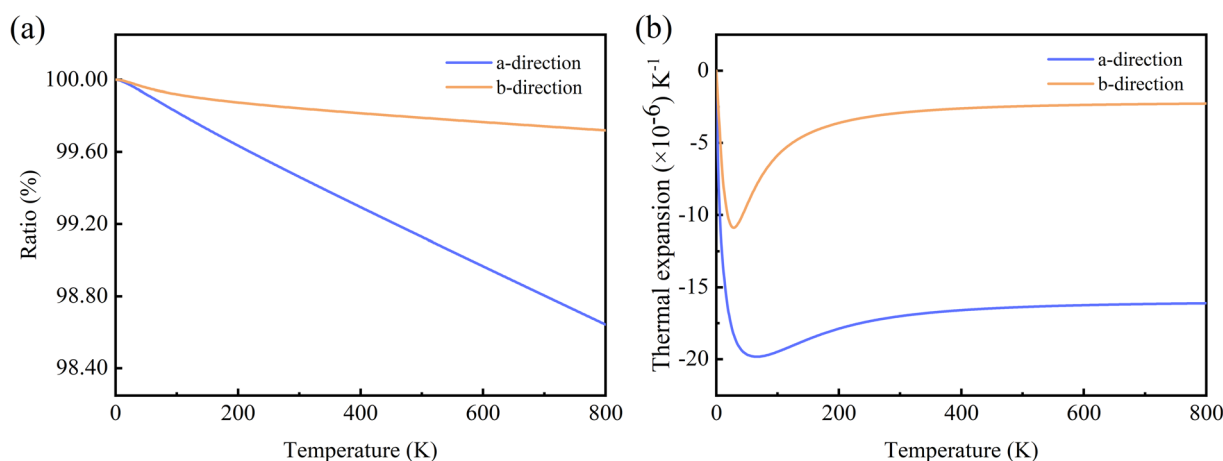 (a)
a-direction
b-direction
100.00
99.60
99.20
98.80
98.40
Ratio (%)
0 200 400 600 800
Temperature (K)
(b)
a-direction
b-direction
0
-5
-10
-15
-20
Thermal expansion (×10⁻⁶) K⁻¹
0 200 400 600 800
Temperature (K)